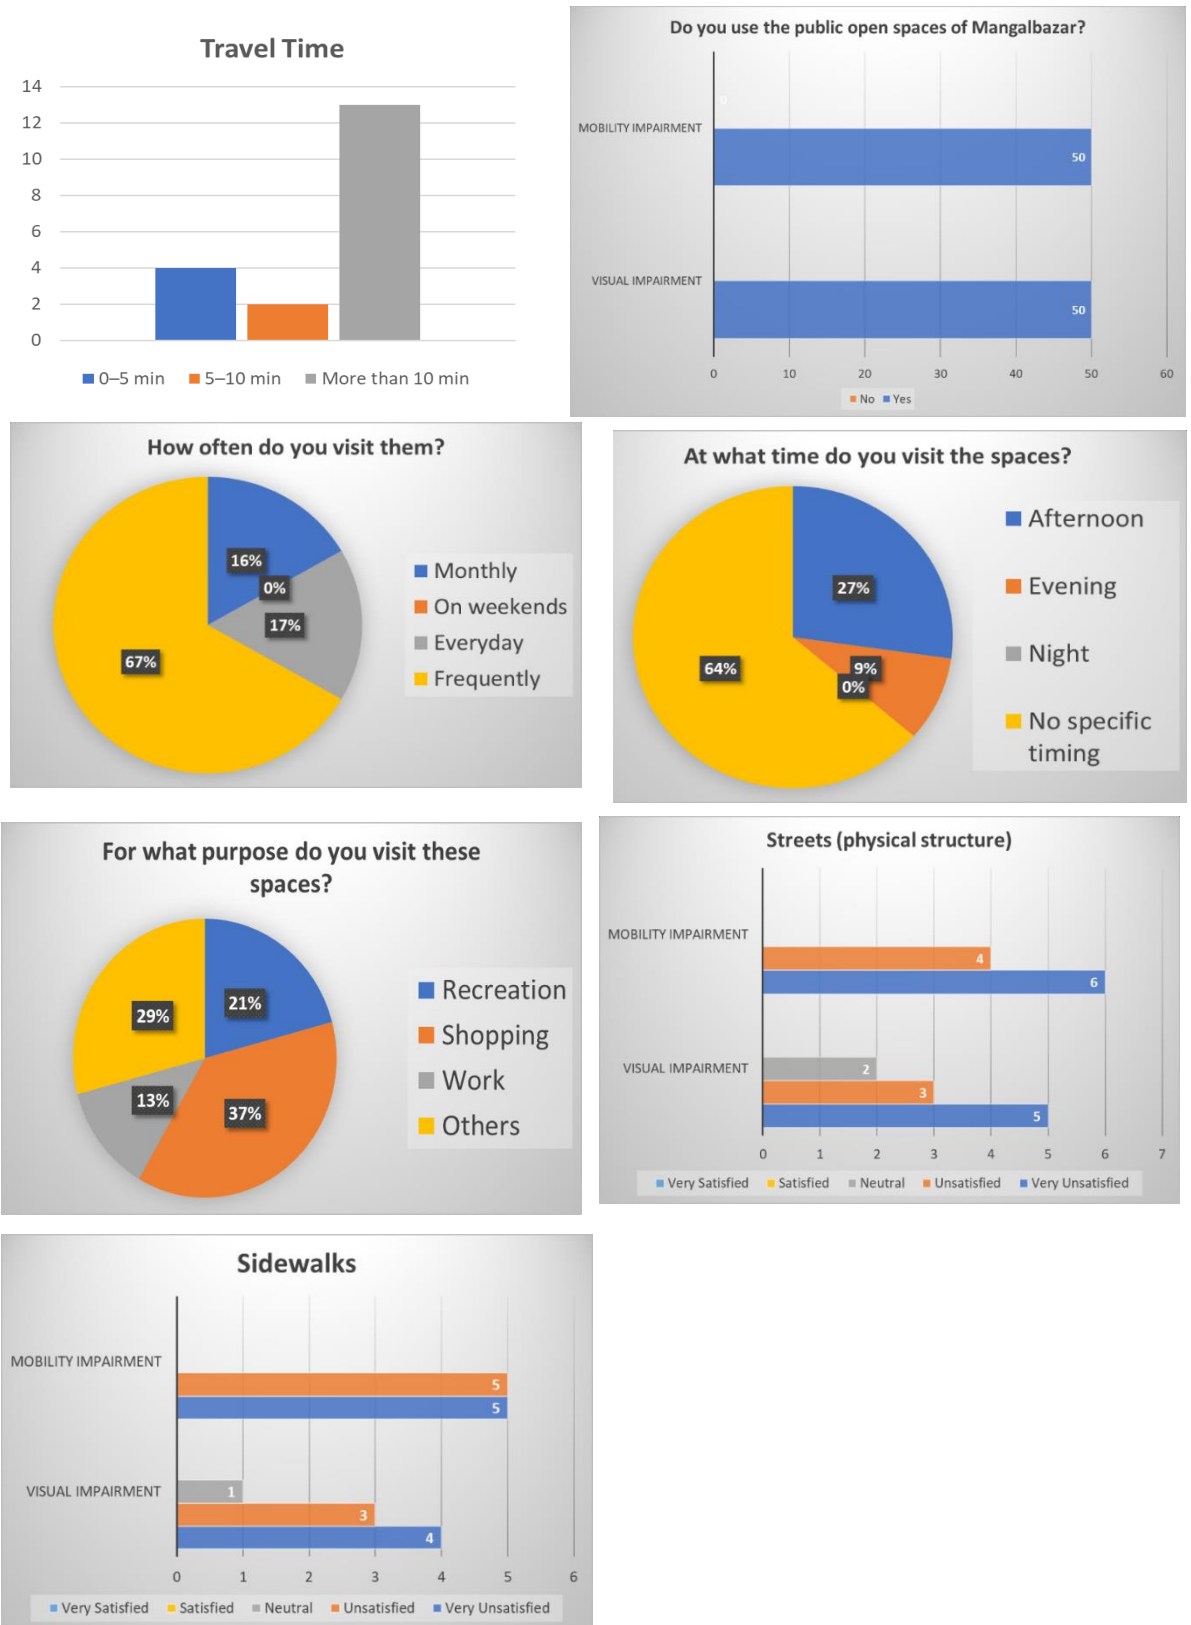 Travel Time
14
12
10
8
6
4
2
0
0–5 min 5–10 min More than 10 min
Do you use the public open spaces of Mangalbazar?
0
MOBILITY IMPAIRMENT
50
VISUAL IMPAIRMENT
50
0 10 20 30 40 50 60
No Yes
How often do you visit them?
16%
0%
17%
67%
Monthly
On weekends
Everyday
Frequently
At what time do you visit the spaces?
27%
9%
0%
64%
Afternoon
Evening
Night
No specific
timing
For what purpose do you visit these
spaces?
21%
29%
13%
37%
Recreation
Shopping
Work
Others
Streets (physical structure)
MOBILITY IMPAIRMENT
4
6
VISUAL IMPAIRMENT
2
3
5
0 1 2 3 4 5 6 7
Very Satisfied Satisfied Neutral Unsatisfied Very Unsatisfied
Sidewalks
MOBILITY IMPAIRMENT
5
5
VISUAL IMPAIRMENT
1
3
4
0 1 2 3 4 5 6
Very Satisfied Satisfied Neutral Unsatisfied Very Unsatisfied